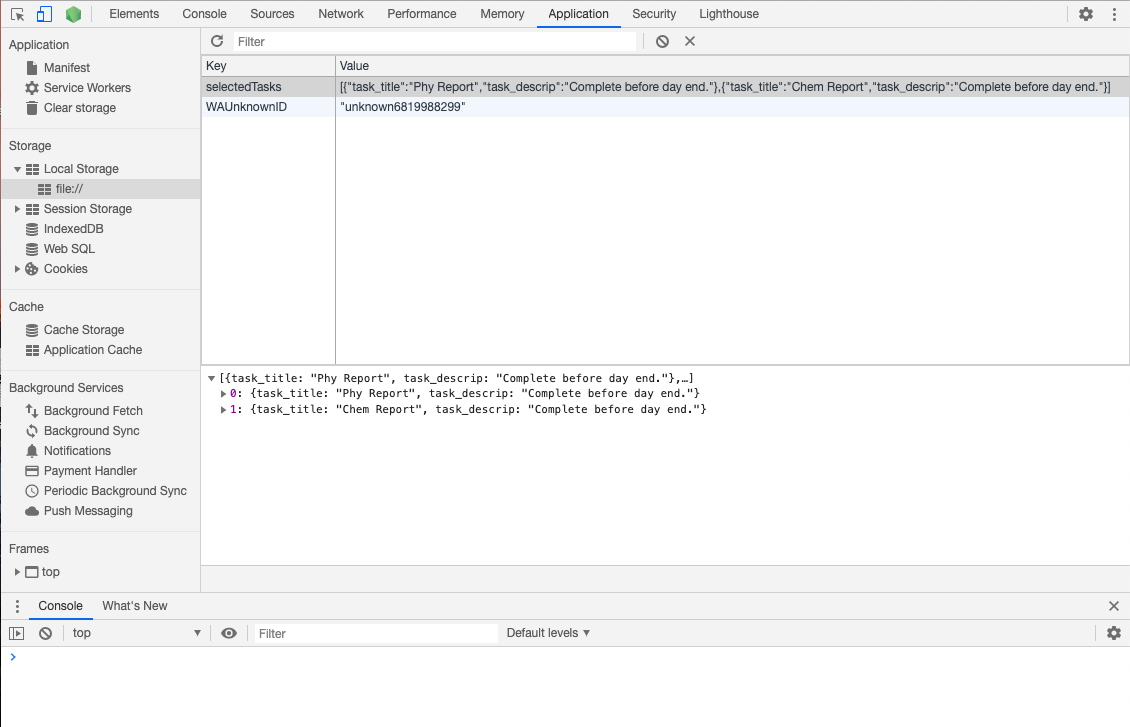 Elements Console Sources Network Performance Memory Application Security Lighthouse
Application
Manifest
Service Workers
Clear storage
Storage
Local Storage
file://
Session Storage
IndexedDB
Web SQL
Cookies
Cache
Cache Storage
Application Cache
Background Services
Background Fetch
Background Sync
Notifications
Payment Handler
Periodic Background Sync
Push Messaging
Frames
top
Filter
Key Value
selectedTasks [{"task_title":"Phy Report","task_descrip":"Complete before day end."},{"task_title":"Chem Report","task_descrip":"Complete before day end."}]
WAUnknownID "unknown6819988299"
[{task_title: "Phy Report", task_descrip: "Complete before day end."},…]
0: {task_title: "Phy Report", task_descrip: "Complete before day end."}
1: {task_title: "Chem Report", task_descrip: "Complete before day end."}
Console What's New
top Filter Default levels